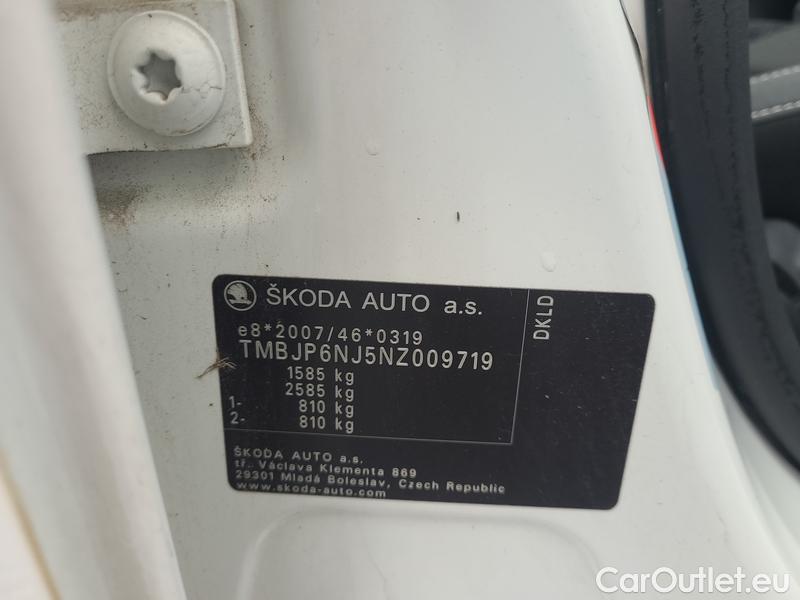 ŠKODA AUTO a.s.
e8*2007/46*0319
TMBJP6NJ5NZ009719
1585 kg
2585 kg
1- 810 kg
2- 810 kg
DKLD
ŠKODA AUTO a.s.
tř. Václava Klementa 869
29301 Mladá Boleslav, Czech Republic
www.skoda-auto.com
CarOutlet.eu